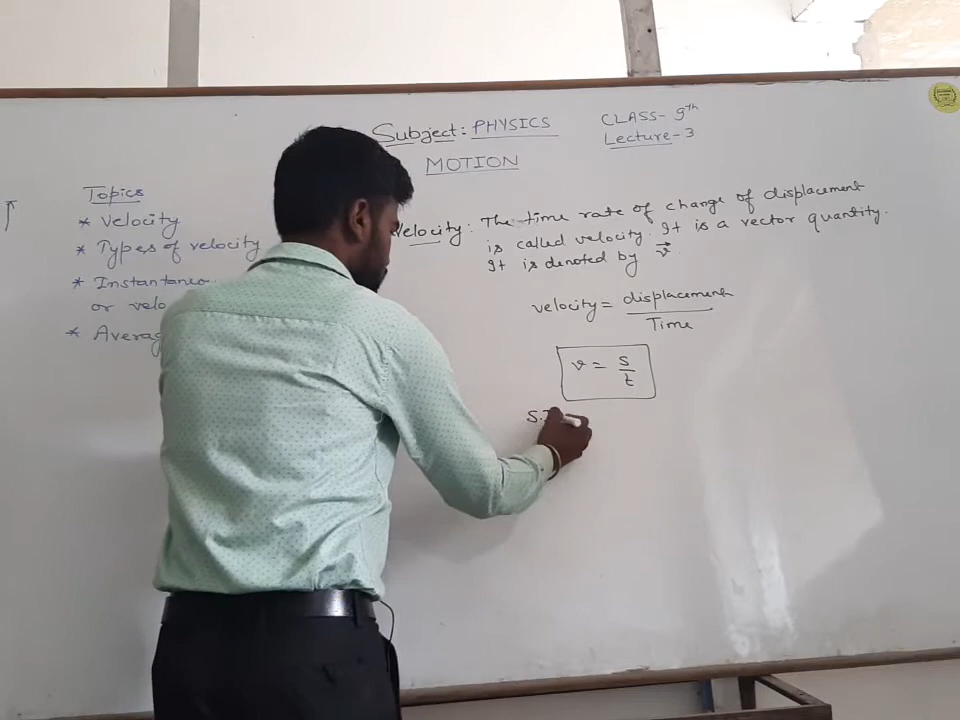 Subject: PHYSICS
CLASS- 9th
Lecture-3
MOTION
Topics
* Velocity
* Types of velocity
* Instantaneo
or velo
* Averag
Velocity: The time rate of change of displacement
is called velocity. It is a vector quantity.
It is denoted by v⃗
velocity = displacement
Time
v = s
t
S.I